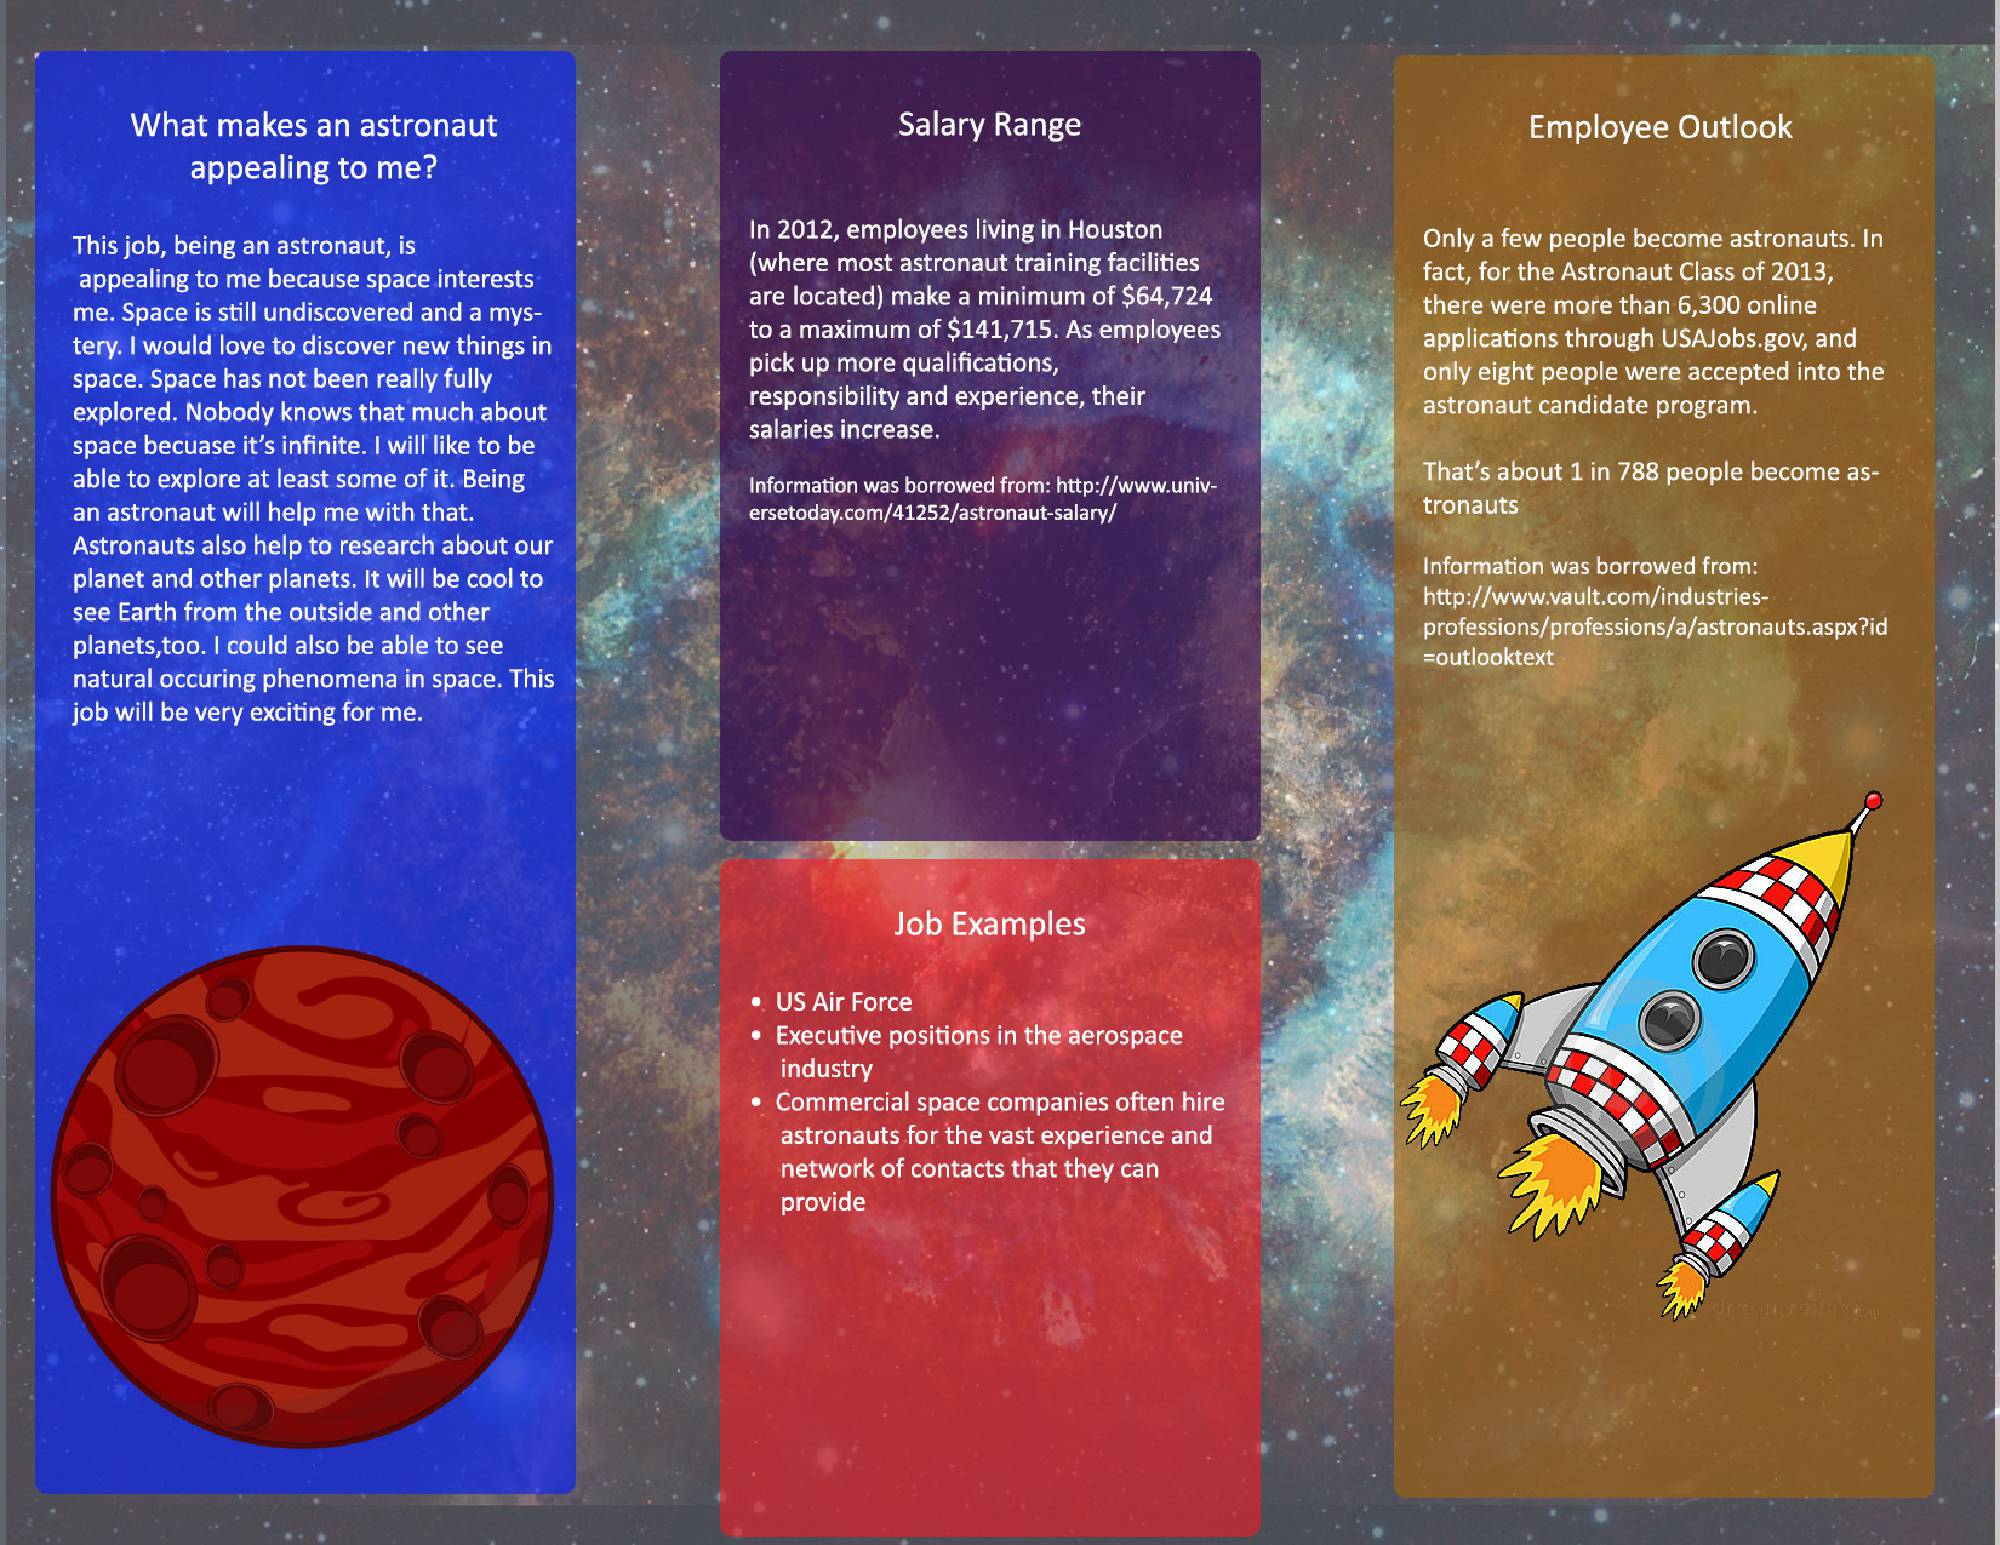 What makes an astronaut
appealing to me?
This job, being an astronaut, is
appealing to me because space interests
me. Space is still undiscovered and a mys-
tery. I would love to discover new things in
space. Space has not been really fully
explored. Nobody knows that much about
space becuase it’s infinite. I will like to be
able to explore at least some of it. Being
an astronaut will help me with that.
Astronauts also help to research about our
planet and other planets. It will be cool to
see Earth from the outside and other
planets,too. I could also be able to see
natural occuring phenomena in space. This
job will be very exciting for me.
Salary Range
In 2012, employees living in Houston
(where most astronaut training facilities
are located) make a minimum of $64,724
to a maximum of $141,715. As employees
pick up more qualifications,
responsibility and experience, their
salaries increase.
Information was borrowed from: http://www.univ-
ersetoday.com/41252/astronaut-salary/
Job Examples
• US Air Force
• Executive positions in the aerospace
industry
• Commercial space companies often hire
astronauts for the vast experience and
network of contacts that they can
provide
Employee Outlook
Only a few people become astronauts. In
fact, for the Astronaut Class of 2013,
there were more than 6,300 online
applications through USAJobs.gov, and
only eight people were accepted into the
astronaut candidate program.
That’s about 1 in 788 people become as-
tronauts
Information was borrowed from:
http://www.vault.com/industries-
professions/professions/a/astronauts.aspx?id
=outlooktext